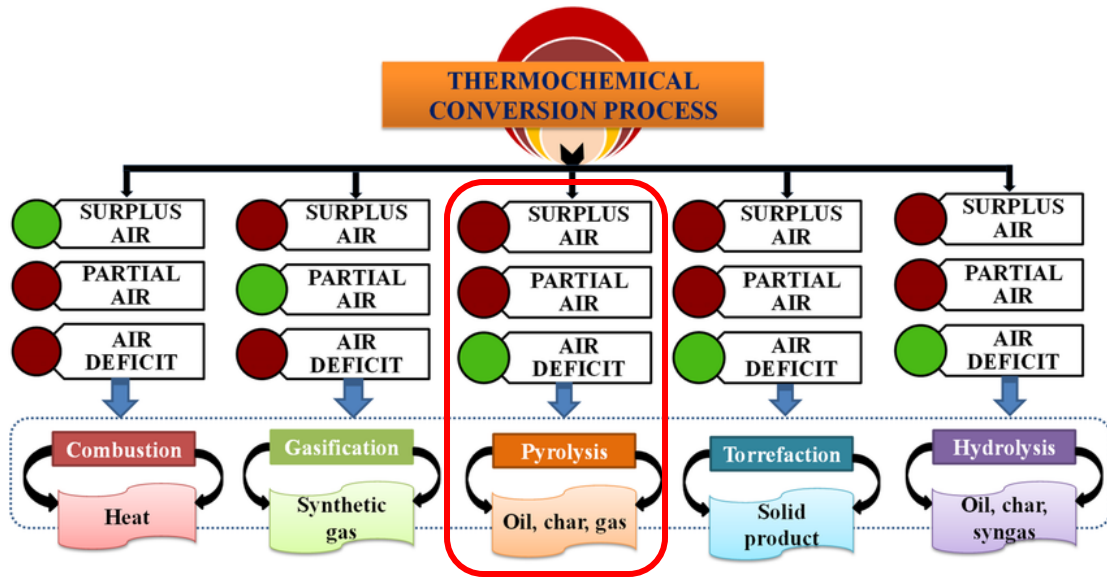 THERMOCHEMICAL
CONVERSION PROCESS
SURPLUS
AIR
PARTIAL
AIR
AIR
DEFICIT
Combustion
Heat
SURPLUS
AIR
PARTIAL
AIR
AIR
DEFICIT
Gasification
Synthetic
gas
SURPLUS
AIR
PARTIAL
AIR
AIR
DEFICIT
Pyrolysis
Oil, char, gas
SURPLUS
AIR
PARTIAL
AIR
AIR
DEFICIT
Torrefaction
Solid
product
SURPLUS
AIR
PARTIAL
AIR
AIR
DEFICIT
Hydrolysis
Oil, char,
syngas